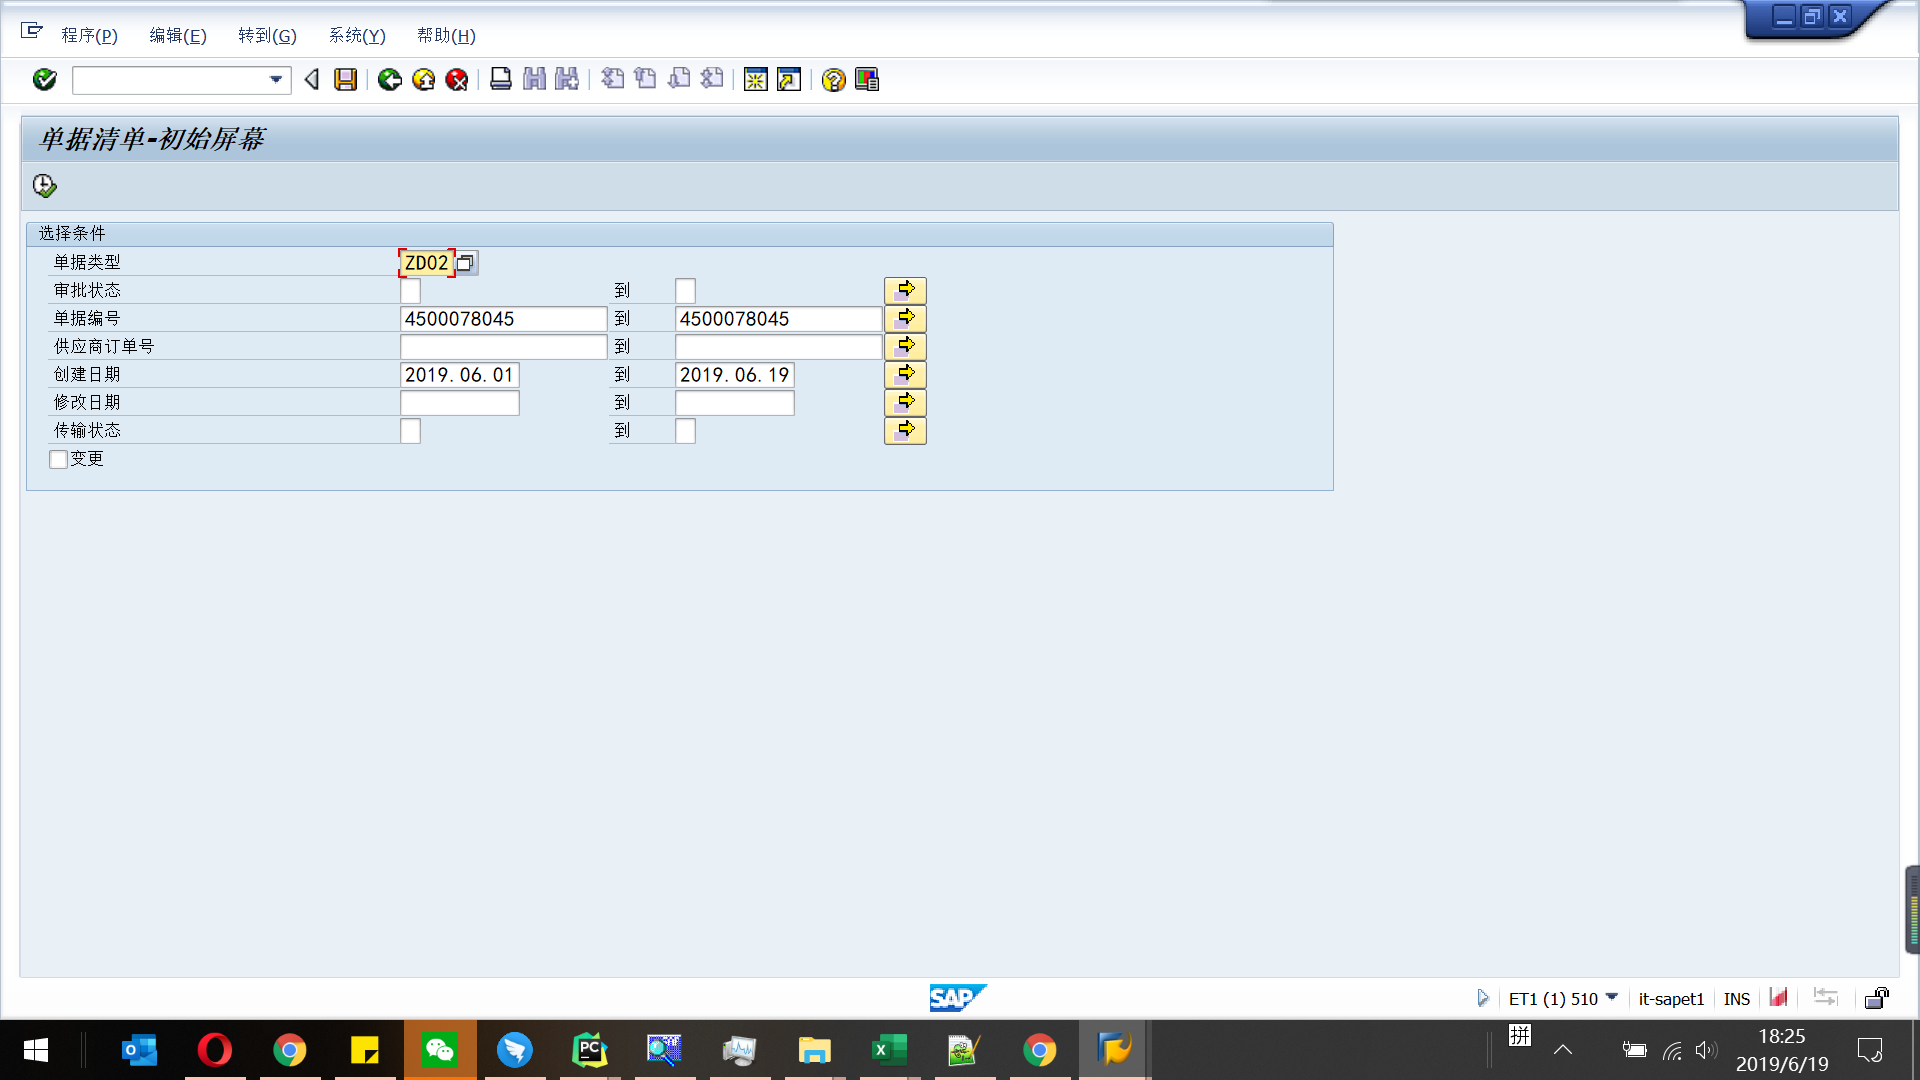 程序(P) 编辑(E) 转到(G) 系统(Y) 帮助(H)
单据清单-初始屏幕
选择条件
单据类型 ZD02
审批状态 到
单据编号 4500078045 到 4500078045
供应商订单号 到
创建日期 2019.06.01 到 2019.06.19
修改日期 到
传输状态 到
变更
SAP ET1 (1) 510 it-sapet1 INS
拼
18:25
2019/6/19